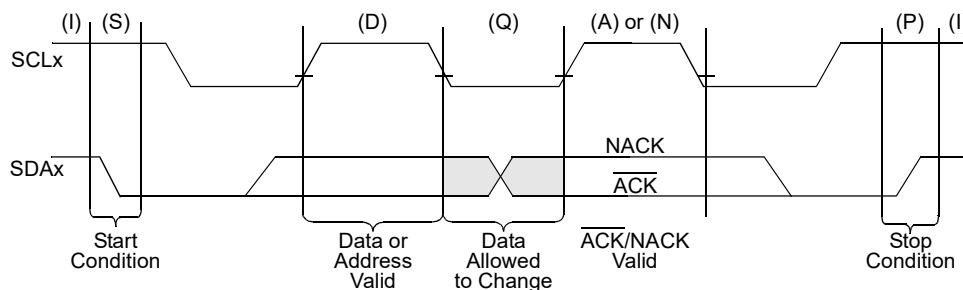 (I) (S) (D) (Q) (A) or (N) (P) (I
SCLx
SDAx
NACK
ACK
Start
Condition
Data or
Address
Valid
Data
Allowed
to Change
ACK/NACK
Valid
Stop
Condition